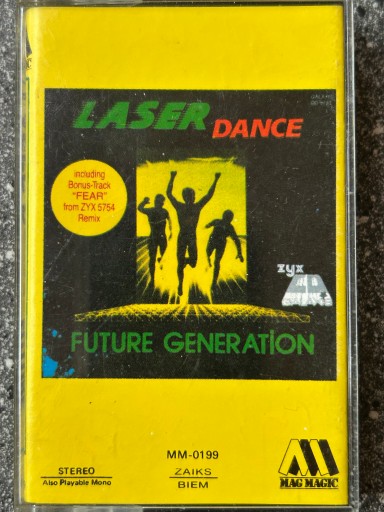 LASER DANCE
including
Bonus-Track
"FEAR"
from ZYX 5754
Remix
zyx
FUTURE GENERATION
MM-0199
STEREO
Also Playable Mono
ZAIKS
BIEM
MAG MAGIC